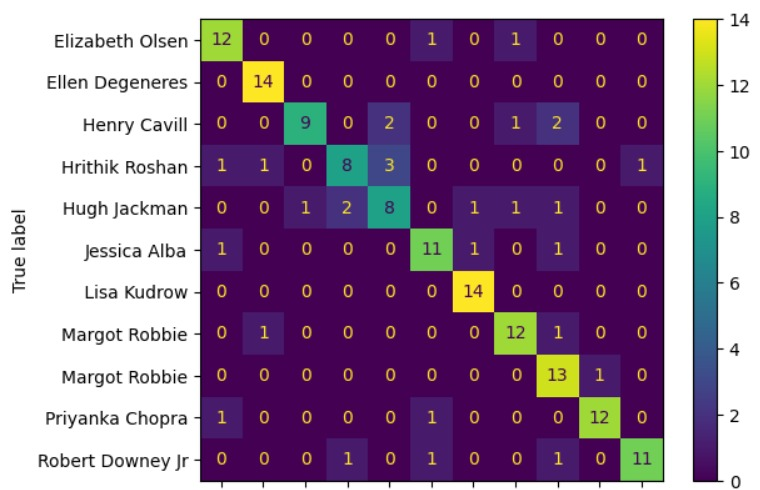 14
Elizabeth Olsen 12 0 0 0 0 1 0 1 0 0 0
Ellen Degeneres 0 14 0 0 0 0 0 0 0 0 0
12
Henry Cavill 0 0 9 0 2 0 0 1 2 0 0
10
Hrithik Roshan 1 1 0 8 3 0 0 0 0 0 1
8
Hugh Jackman 0 0 1 2 8 0 1 1 1 0 0
True label
Jessica Alba 1 0 0 0 0 11 1 0 1 0 0
6
Lisa Kudrow 0 0 0 0 0 0 14 0 0 0 0
Margot Robbie 0 1 0 0 0 0 0 12 1 0 0
4
Margot Robbie 0 0 0 0 0 0 0 0 13 1 0
2
Priyanka Chopra 1 0 0 0 0 1 0 0 0 12 0
Robert Downey Jr 0 0 0 1 0 1 0 0 1 0 11
0